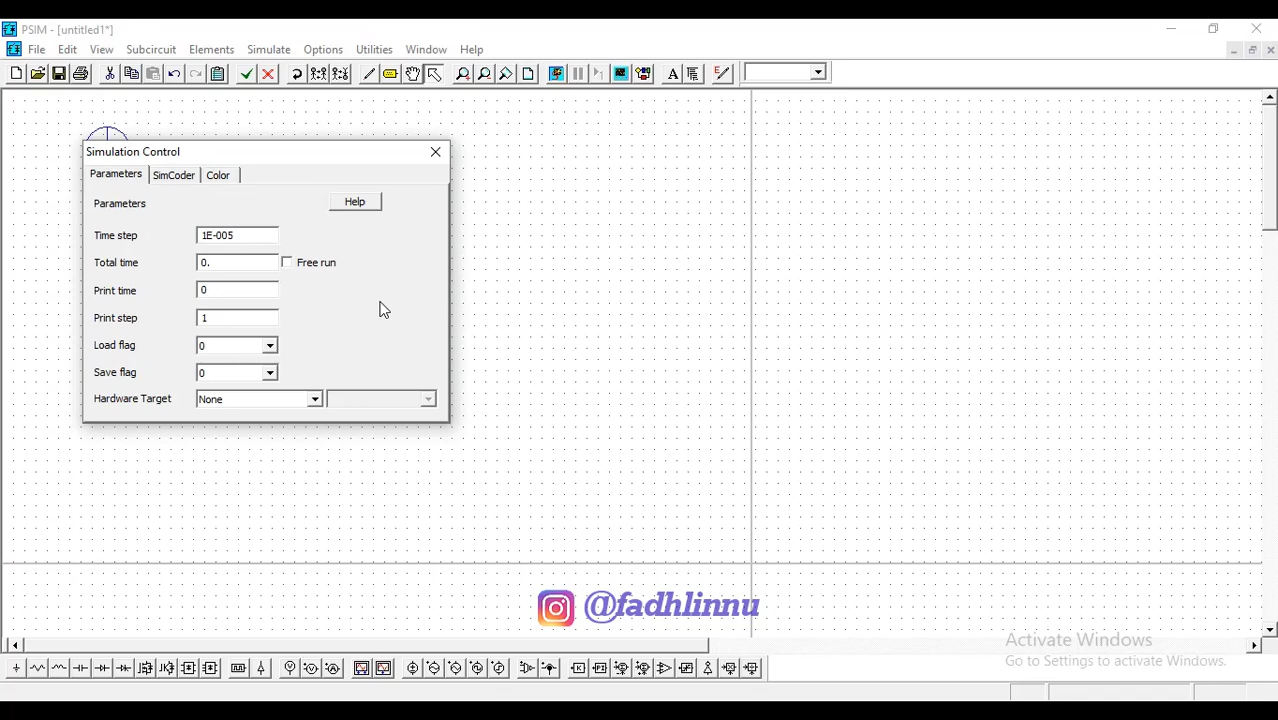 PSIM - [untitled1*]
File Edit View Subcircuit Elements Simulate Options Utilities Window Help
Simulation Control
Parameters SimCoder Color
Parameters Help
Time step 1E-005
Total time 0. Free run
Print time 0
Print step 1
Load flag 0
Save flag 0
Hardware Target None
@fadhlinnu
Activate Windows
Go to Settings to activate Windows.